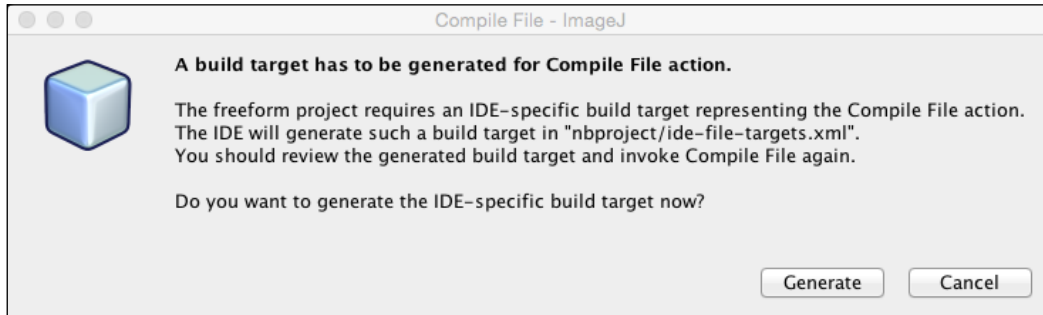 Compile File - ImageJ
A build target has to be generated for Compile File action.
The freeform project requires an IDE-specific build target representing the Compile File action.
The IDE will generate such a build target in "nbproject/ide-file-targets.xml".
You should review the generated build target and invoke Compile File again.
Do you want to generate the IDE-specific build target now?
Generate
Cancel